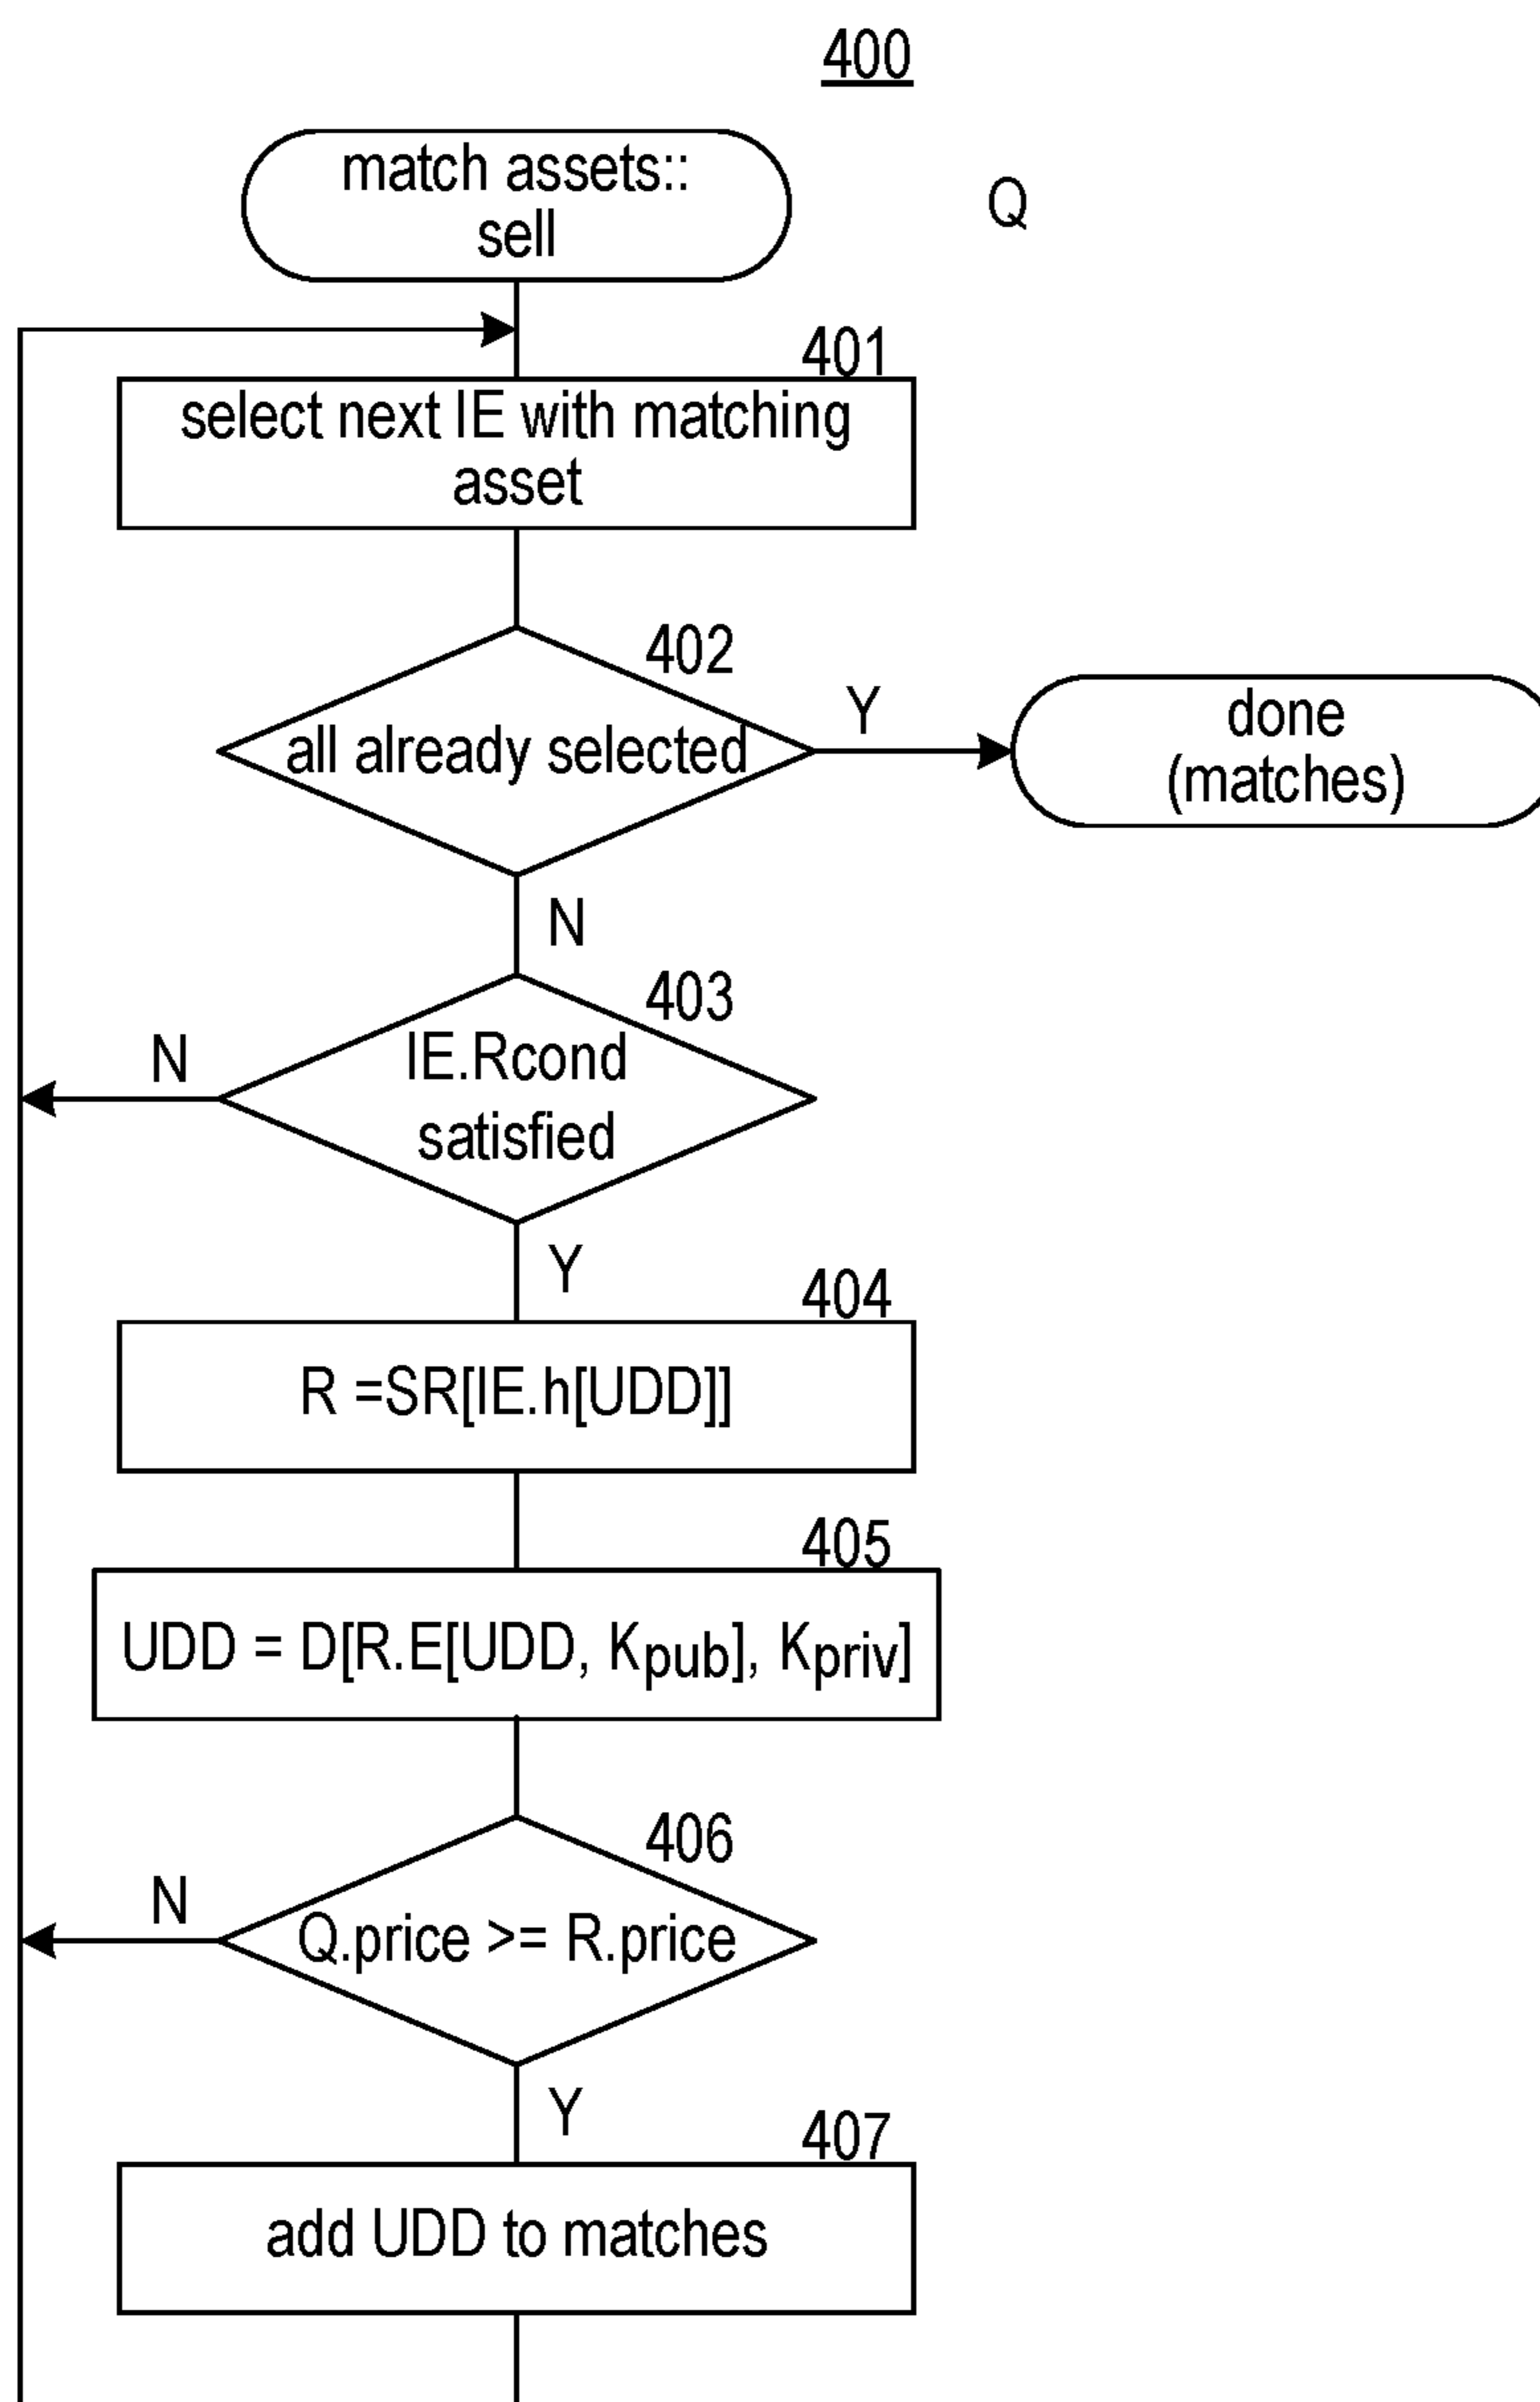 400
match assets::
sell
Q
401
select next IE with matching
asset
402
all already selected
Y
done
(matches)
N
403
IE.Rcond
satisfied
N
Y
404
R =SR[IE.h[UDD]]
405
UDD = D[R.E[UDD, Kpub], Kpriv]
406
Q.price >= R.price
N
Y
407
add UDD to matches